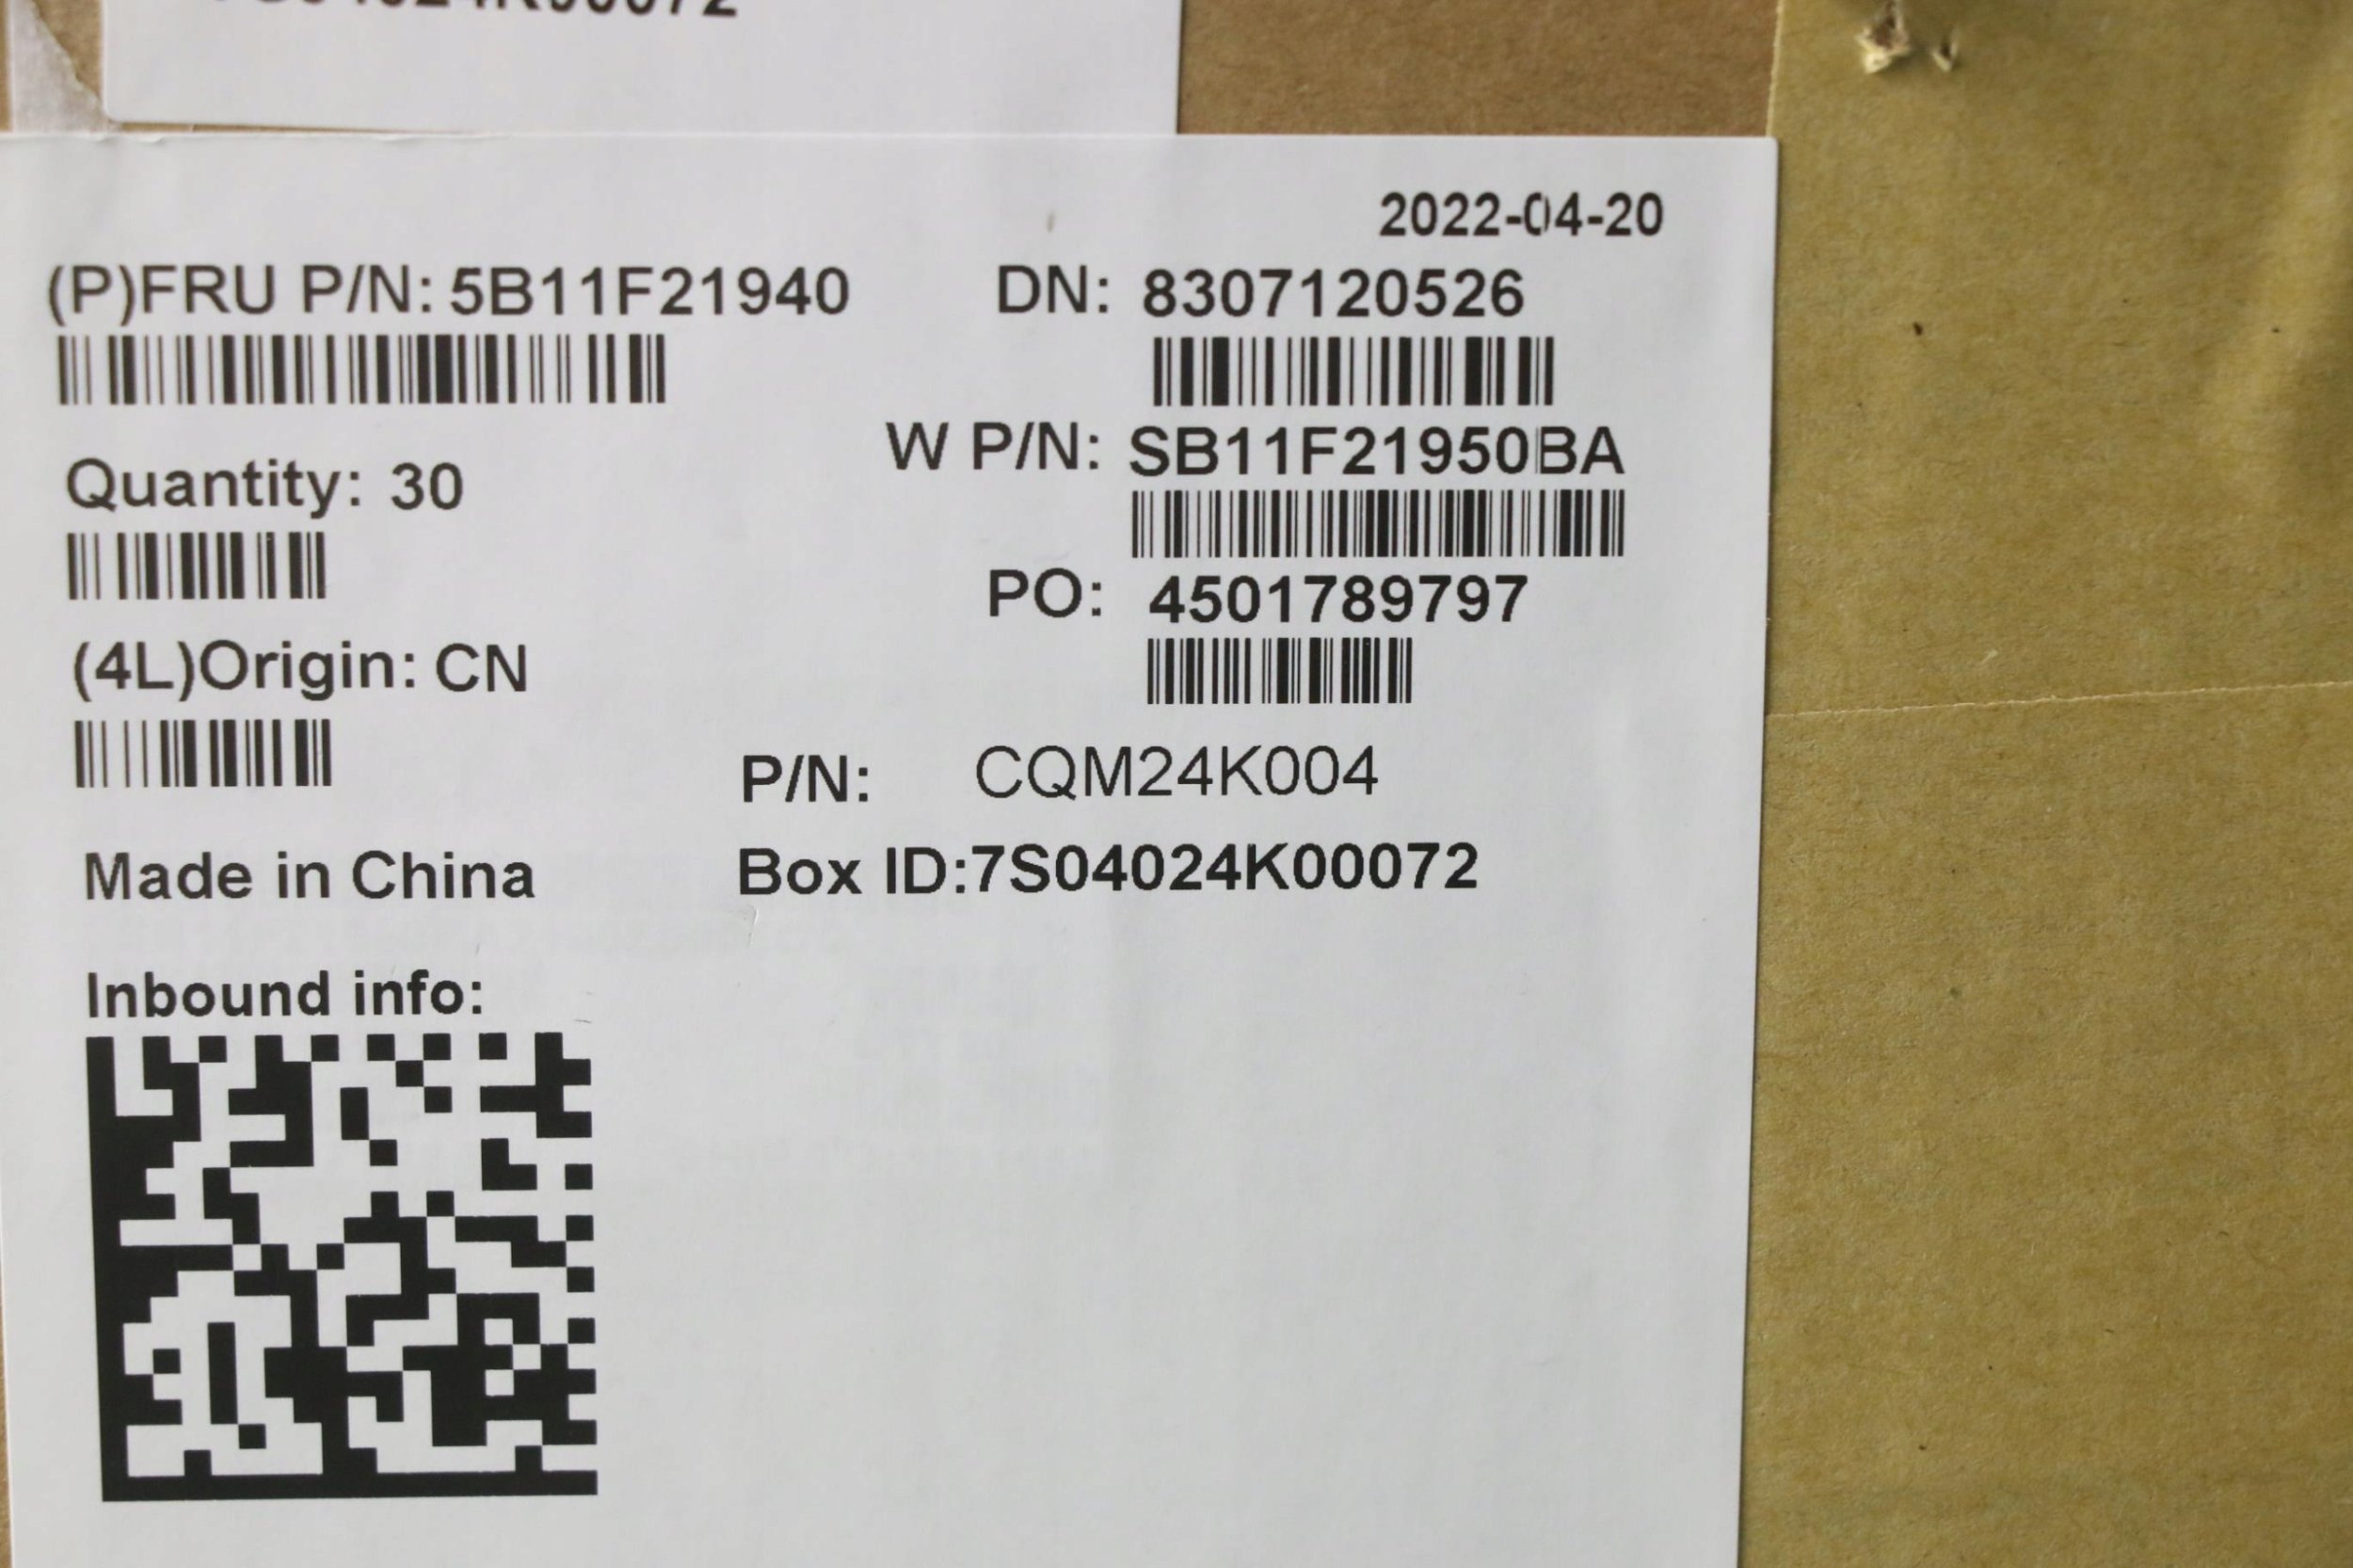 2022-04-20
(P)FRU P/N: 5B11F21940
DN: 8307120526
W P/N: SB11F21950BA
Quantity: 30
PO: 4501789797
(4L)Origin: CN
P/N: CQM24K004
Made in China
Box ID:7S04024K00072
Inbound info: